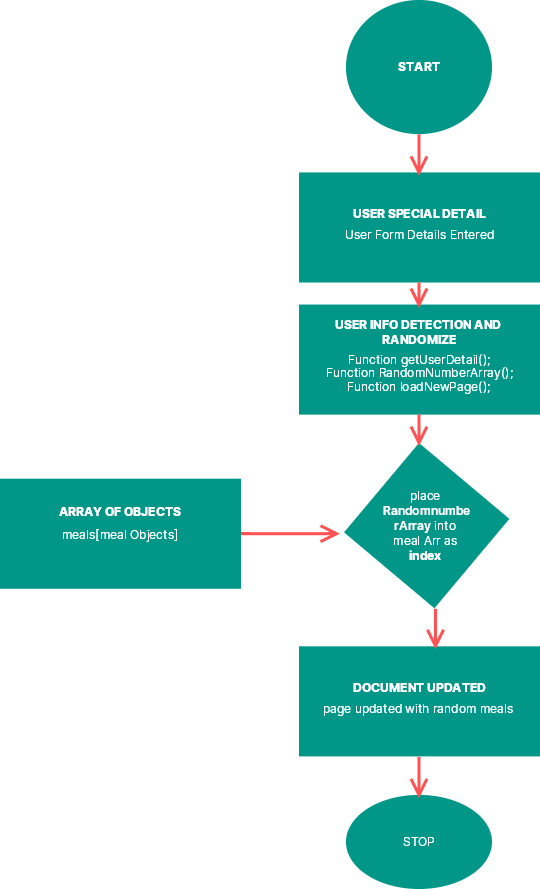 START
USER SPECIAL DETAIL
User Form Details Entered
USER INFO DETECTION AND
RANDOMIZE
Function getUserDetail();
Function RandomNumberArray();
Function loadNewPage();
place
Randomnumbe
rArray into
meal Arr as
index
ARRAY OF OBJECTS
meals[meal Objects]
DOCUMENT UPDATED
page updated with random meals
STOP